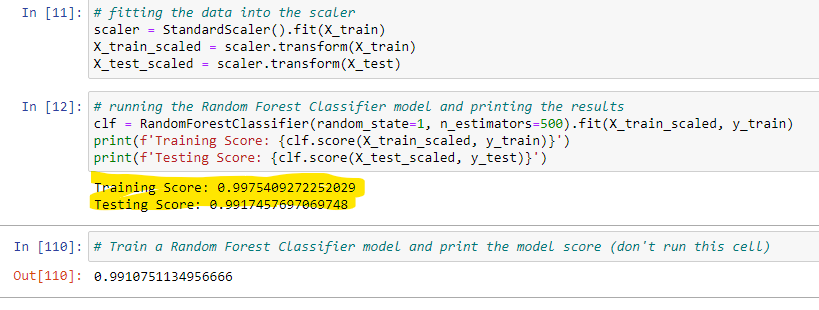 In [11]: # fitting the data into the scaler
scaler = StandardScaler().fit(X_train)
X_train_scaled = scaler.transform(X_train)
X_test_scaled = scaler.transform(X_test)
In [12]: # running the Random Forest Classifier model and printing the results
clf = RandomForestClassifier(random_state=1, n_estimators=500).fit(X_train_scaled, y_train)
print(f'Training Score: {clf.score(X_train_scaled, y_train)}')
print(f'Testing Score: {clf.score(X_test_scaled, y_test)}')
Training Score: 0.9975409272252029
Testing Score: 0.9917457697069748
In [110]: # Train a Random Forest Classifier model and print the model score (don't run this cell)
Out[110]: 0.9910751134956666